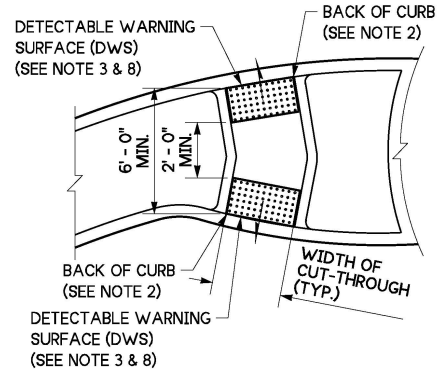 DETECTABLE WARNING
SURFACE (DWS)
(SEE NOTE 3 & 8)
BACK OF CURB
(SEE NOTE 2)
6' - 0"
MIN.
2' - 0"
MIN.
BACK OF CURB
(SEE NOTE 2)
WIDTH OF
CUT-THROUGH
(TYP.)
DETECTABLE WARNING
SURFACE (DWS)
(SEE NOTE 3 & 8)